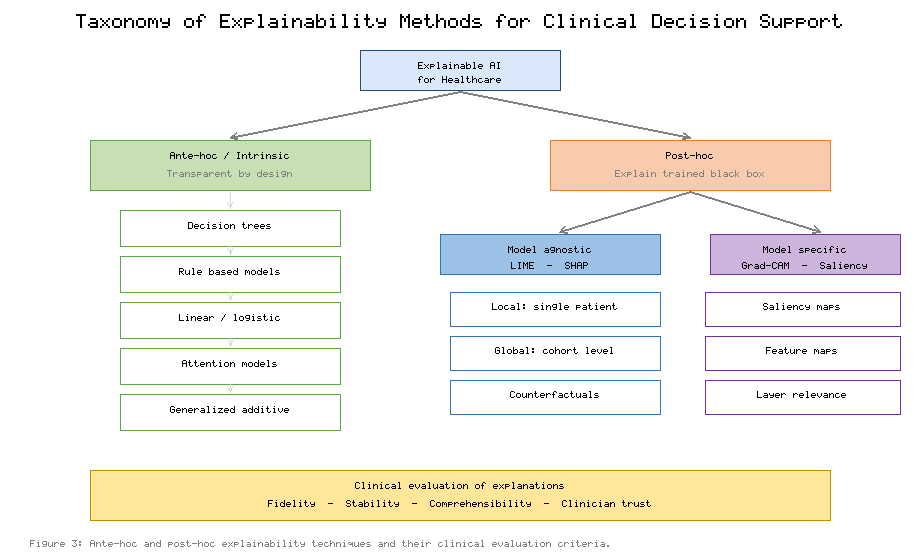 Taxonomy of Explainability Methods for Clinical Decision Support
Explainable AI
for Healthcare
Ante-hoc / Intrinsic
Transparent by design
Decision trees
Rule based models
Linear / logistic
Attention models
Generalized additive
Post-hoc
Explain trained black box
Model agnostic
LIME - SHAP
Local: single patient
Global: cohort level
Counterfactuals
Model specific
Grad-CAM - Saliency
Saliency maps
Feature maps
Layer relevance
Clinical evaluation of explanations
Fidelity - Stability - Comprehensibility - Clinician trust
Figure 3: Ante-hoc and post-hoc explainability techniques and their clinical evaluation criteria.